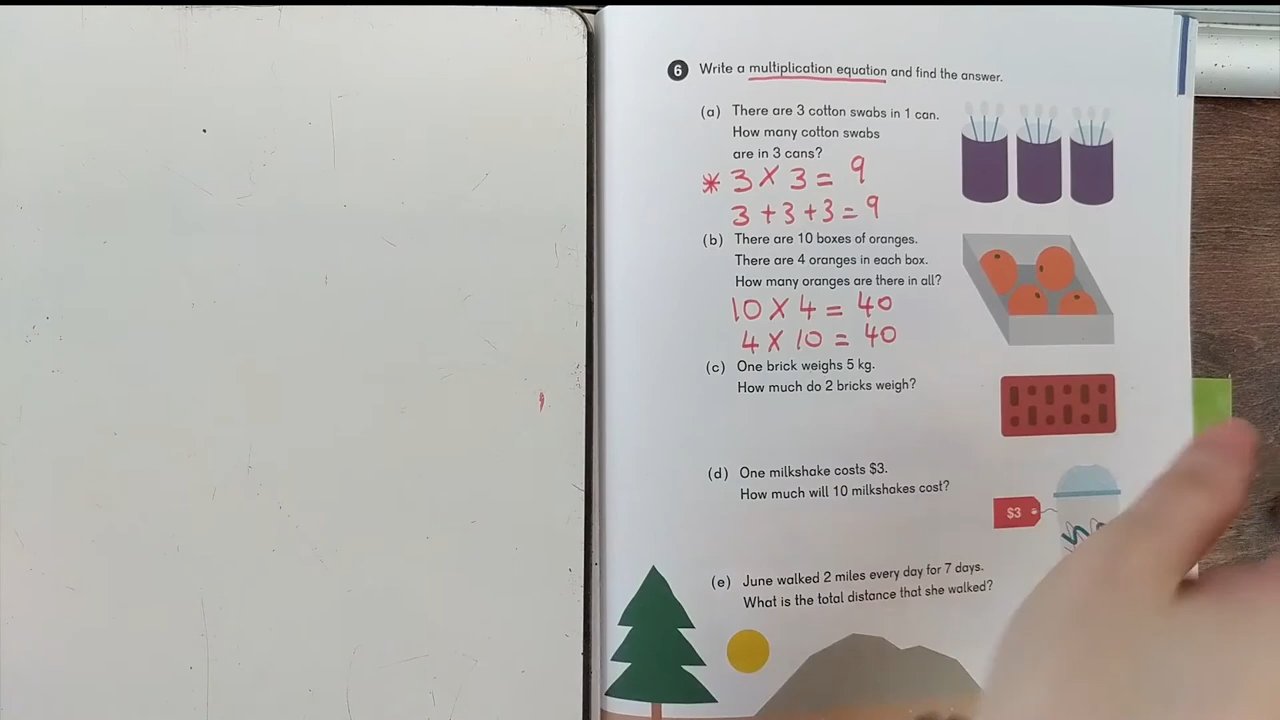 6 Write a multiplication equation and find the answer.
(a) There are 3 cotton swabs in 1 can.
How many cotton swabs
are in 3 cans?
* 3 × 3 = 9
3 + 3 + 3 = 9
(b) There are 10 boxes of oranges.
There are 4 oranges in each box.
How many oranges are there in all?
10 × 4 = 40
4 × 10 = 40
(c) One brick weighs 5 kg.
How much do 2 bricks weigh?
(d) One milkshake costs $3.
How much will 10 milkshakes cost?
$3
(e) June walked 2 miles every day for 7 days.
What is the total distance that she walked?